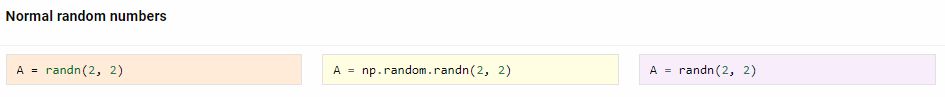 Normal random numbers
A = randn(2, 2)
A = np.random.randn(2, 2)
A = randn(2, 2)